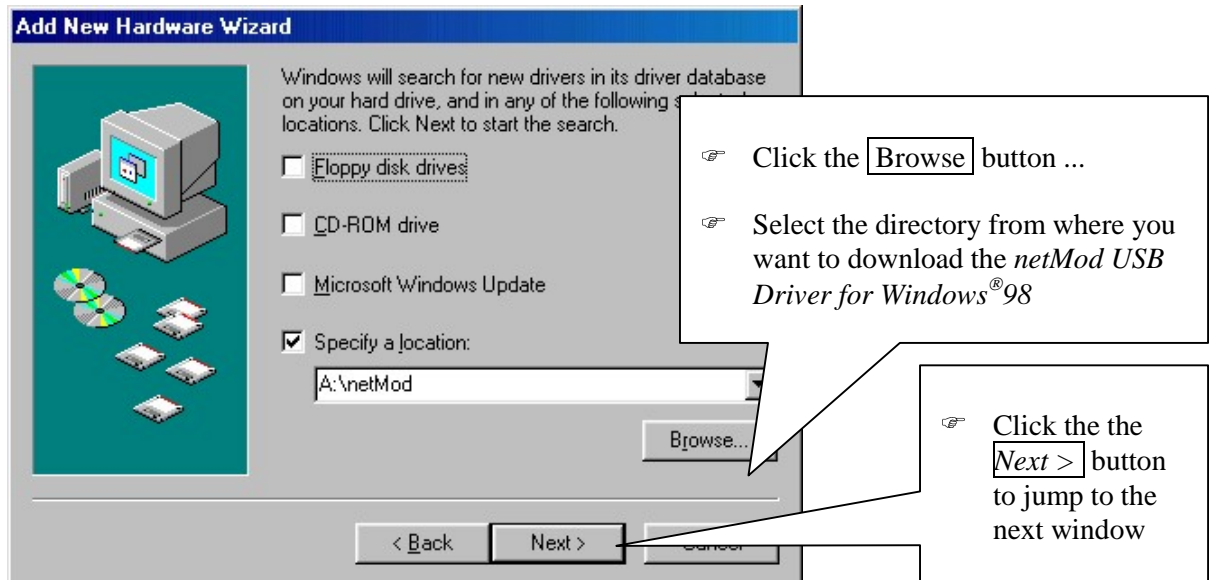 Add New Hardware Wizard
Windows will search for new drivers in its driver database
on your hard drive, and in any of the following
locations. Click Next to start the search.
Floppy disk drives
CD-ROM drive
Microsoft Windows Update
Specify a location:
A:\netMod
Browse...
< Back
Next >
☞ Click the Browse button ...
☞ Select the directory from where you
want to download the netMod USB
Driver for Windows®98
☞ Click the the
Next > button
to jump to the
next window